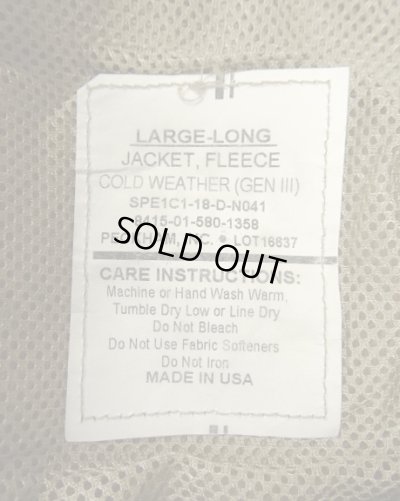 LARGE-LONG
JACKET, FLEECE
COLD WEATHER (GEN III)
SPE1C1-18-D-N041
8415-01-580-1358
INC. LOT16637
SOLD OUT
CARE INSTRUCTIONS:
Machine or Hand Wash Warm,
Tumble Dry Low or Line Dry
Do Not Bleach
Do Not Use Fabric Softeners
Do Not Iron
MADE IN USA